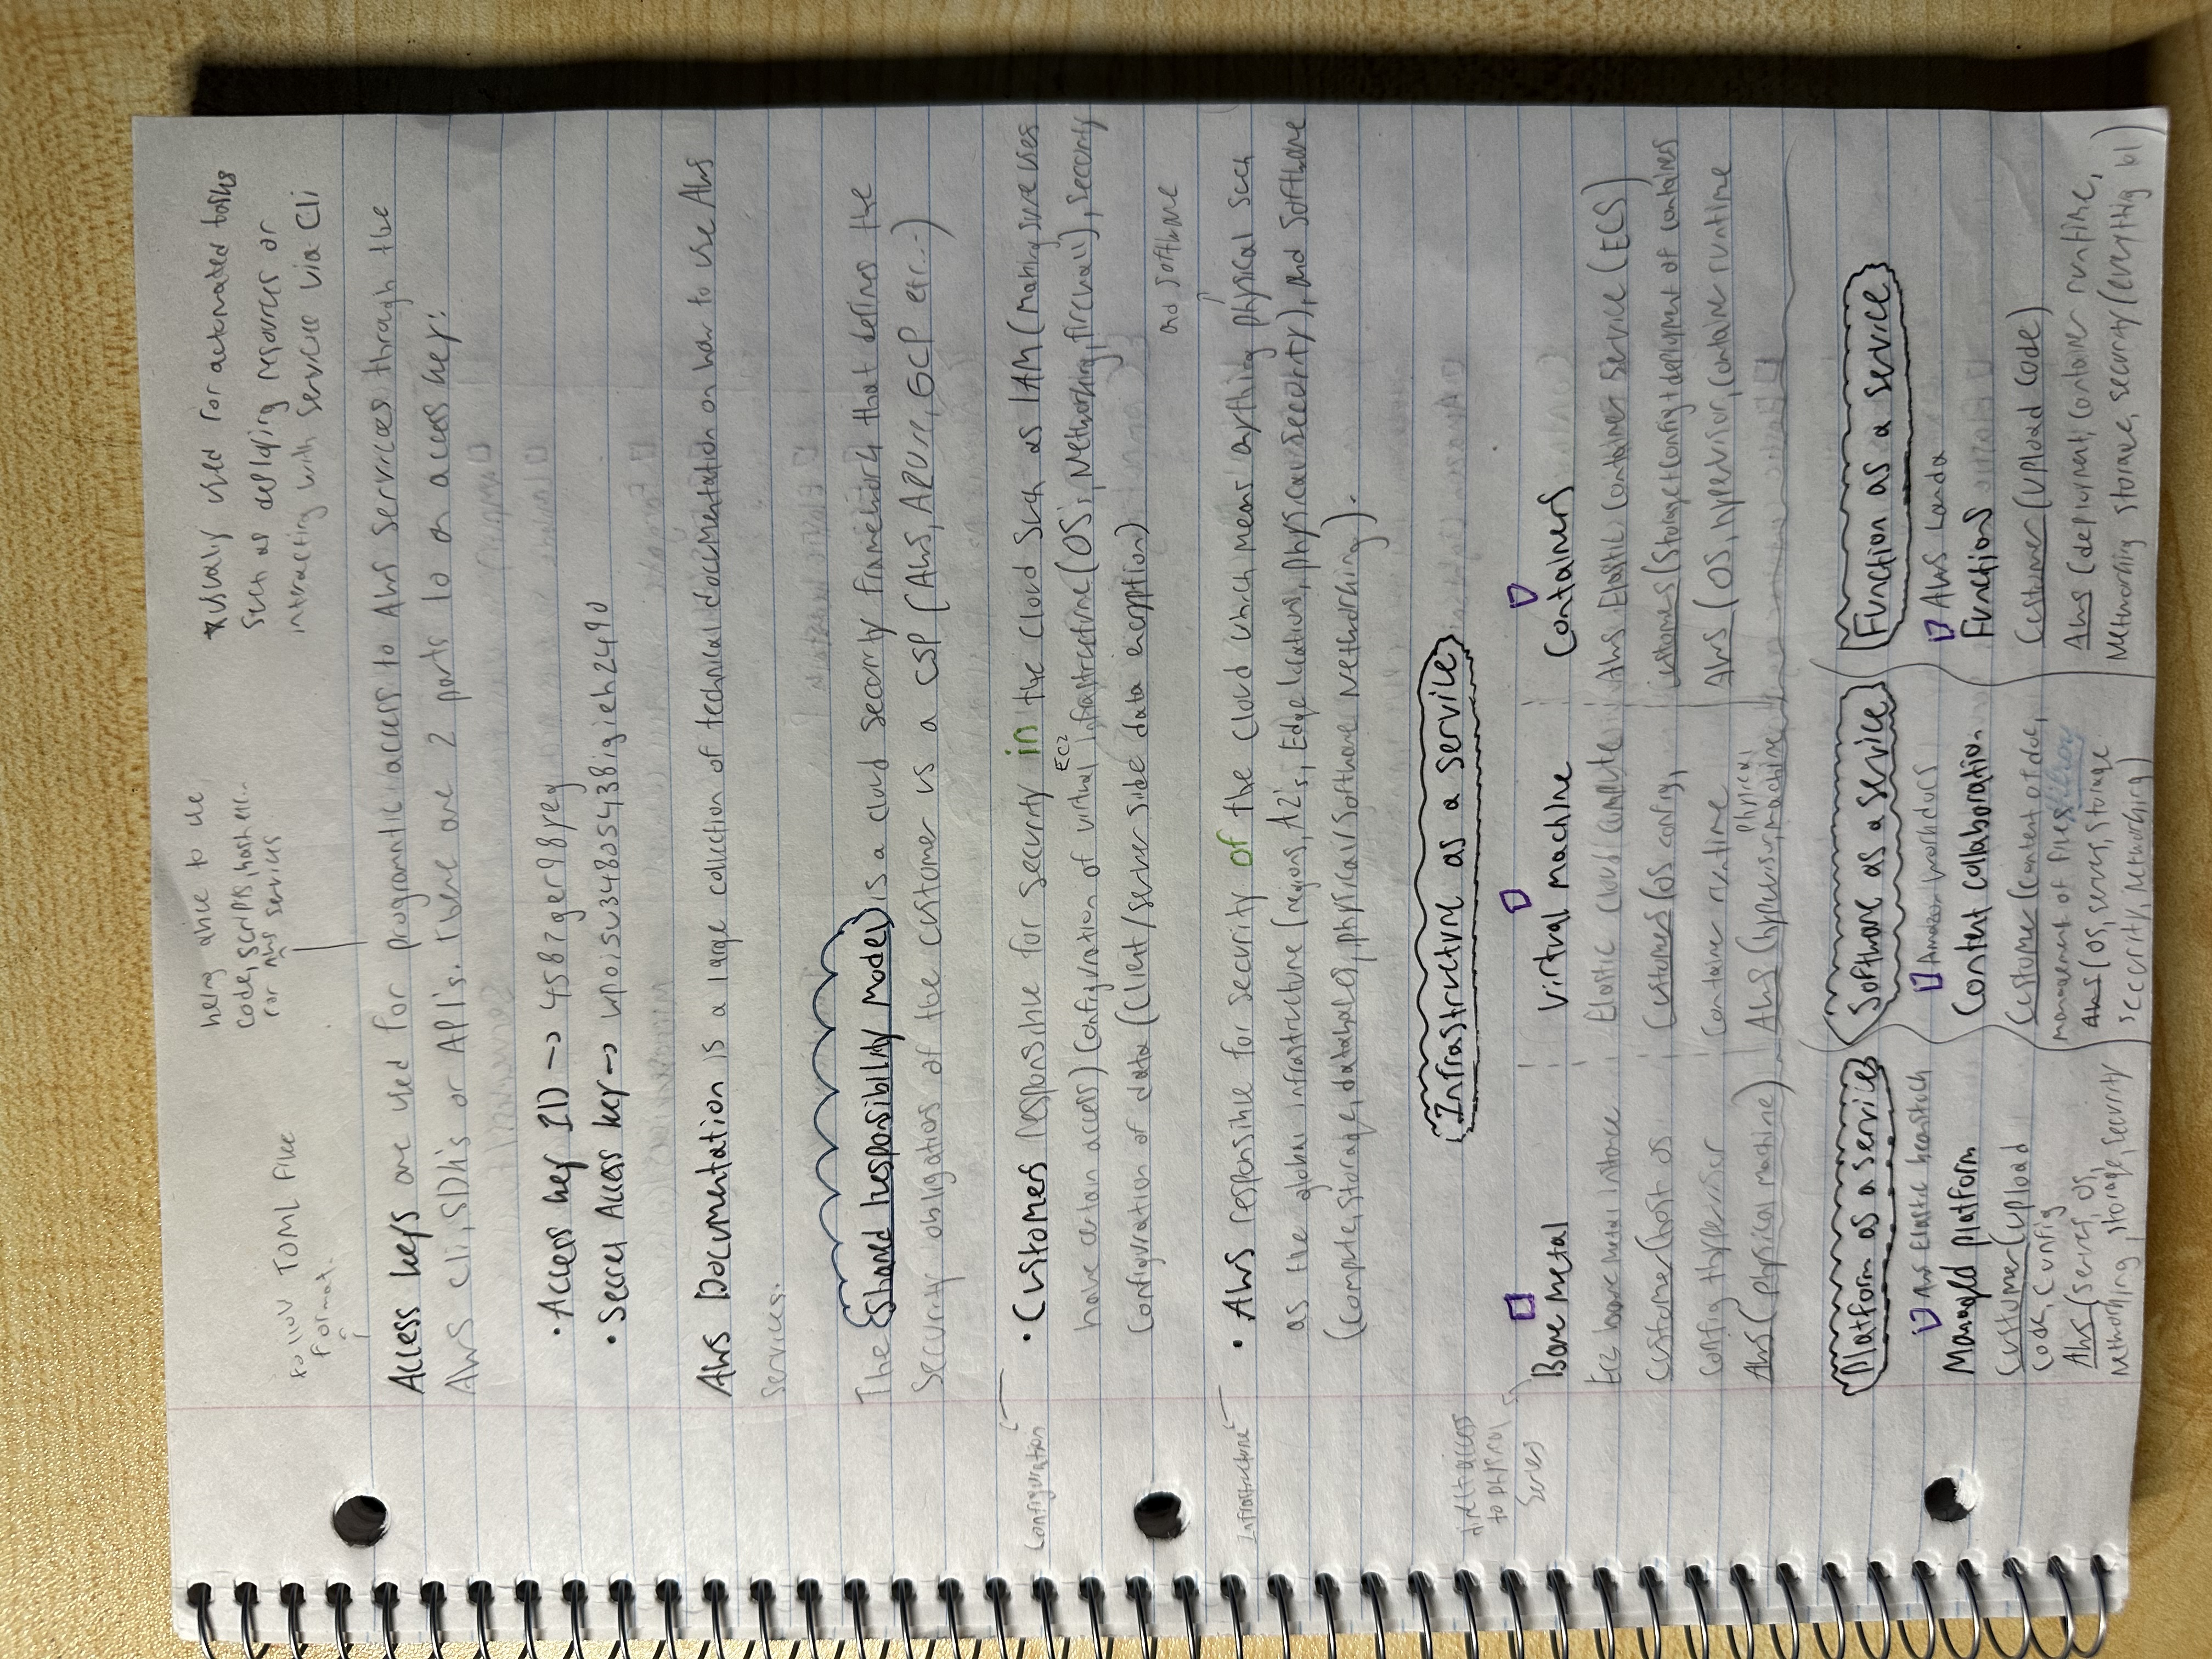 being able to use
code, scripts, bash etc..
for AWS services
*usually used for automated tasks
such as deploying resources or
interacting with services via Cli
follow TOML file
format.
Access keys are used for programntic access to AWS services through the
AWS Cli, SDK's or API's. There are 2 parts to an access key:
• Access key ID → 4587ger98yeg
• Secret Access key → wpoisu34805438igieh2490
AWS Documentation is a large collection of technical documentation on how to use AWS
services.
The Shared Responsibility Model is a cloud security framework that defines the
security obligations of the customer vs a CSP (AWS, AZure, GCP etc...)
Configuration
• Customers responsible for security in the cloud such as IAM (making sure uses
have certain access) Configuration of virtual infrastructure (OS's, Networking, firewall), security
EC2
Configuration of data (Client/server side data encryption)
and software
Infrastructure
• AWS responsible for security of the cloud which means anything physical such
as the global infrastructure (regions, AZ's, Edge locations, physical security), and software
(compute, storage, databases, physical/software Networking).
Infrastructure as a service
direct access
to physical
Servers
Bare metal
Virtual machine
Containers
EC2 bare metal instance
Elastic Cloud Compute
AWS Elastic Container Service (ECS)
Customer (host os
Customers (OS config,
Customers (Storage+config+deployment of containers
config + hypervisor
Container runtime
AWS (OS, hypervisor, container runtime
AWS (physical machine)
AWS (hypervisor, physical machine
Platform as a service
Software as a service
Function as a service
AWS Elastic beanstalk
Amazon workdocs
AWS Lamda
Managed platform
Content collaboration
Functions
Customer (upload
code, config
AWS (servers, OS,
Networking, storage, security
Customer (content of doc,
management of files
AWS (OS, servers, storage
security, networking)
Customer (upload code)
AWS (deployment, container runtime,
Networking storage, security (everything lol)